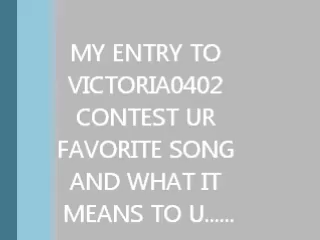 MY ENTRY TO
VICTORIA0402
CONTEST UR
FAVORITE SONG
AND WHAT IT
MEANS TO U......